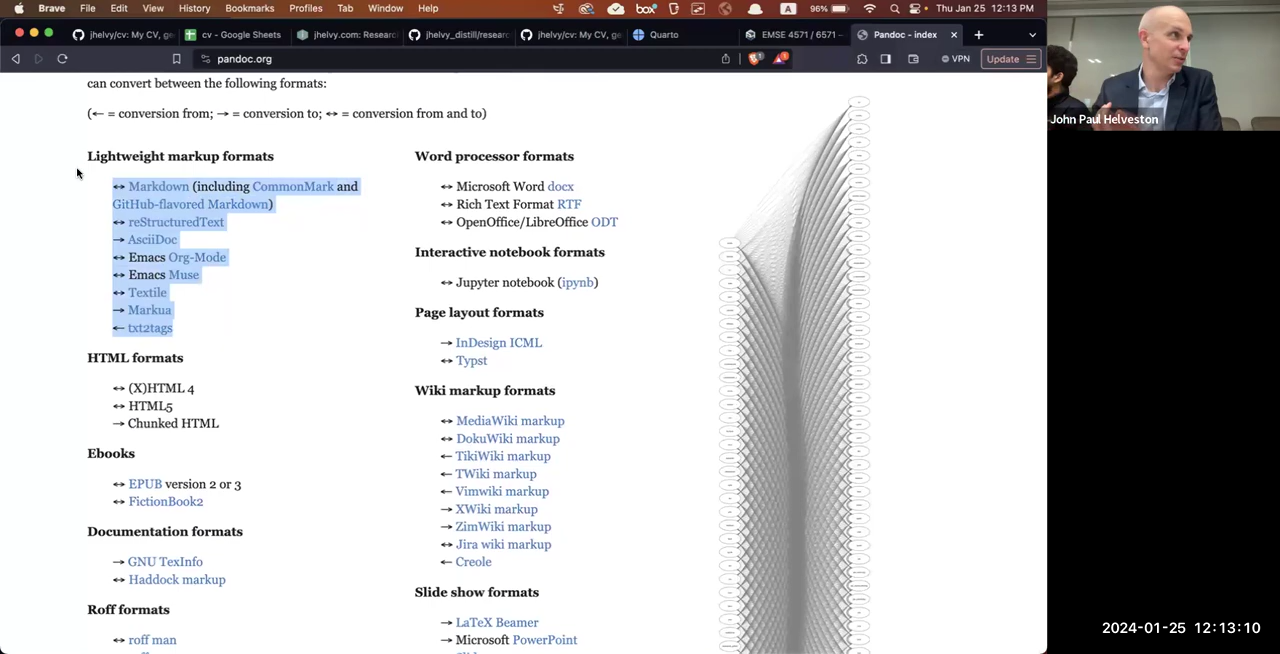 Brave File Edit View History Bookmarks Profiles Tab Window Help box A 96% Thu Jan 25 12:13 PM
jhelvy/cv: My CV, ge cv - Google Sheets jhelvy.com: Researc jhelvy_distill/researc jhelvy/cv: My CV, ge Quarto EMSE 4571 / 6571 – Pandoc - index
pandoc.org VPN Update
can convert between the following formats:
(← = conversion from; → = conversion to; ↔ = conversion from and to)
Lightweight markup formats
↔ Markdown (including CommonMark and
GitHub-flavored Markdown)
↔ reStructuredText
→ AsciiDoc
↔ Emacs Org-Mode
↔ Emacs Muse
↔ Textile
→ Markua
← txt2tags
HTML formats
↔ (X)HTML 4
↔ HTML5
→ Chunked HTML
Ebooks
↔ EPUB version 2 or 3
↔ FictionBook2
Documentation formats
→ GNU TexInfo
↔ Haddock markup
Roff formats
↔ roff man
Word processor formats
↔ Microsoft Word docx
↔ Rich Text Format RTF
↔ OpenOffice/LibreOffice ODT
Interactive notebook formats
↔ Jupyter notebook (ipynb)
Page layout formats
→ InDesign ICML
↔ Typst
Wiki markup formats
↔ MediaWiki markup
↔ DokuWiki markup
← TikiWiki markup
← TWiki markup
← Vimwiki markup
→ XWiki markup
→ ZimWiki markup
↔ Jira wiki markup
← Creole
Slide show formats
→ LaTeX Beamer
→ Microsoft PowerPoint
John Paul Helveston
2024-01-25 12:13:10